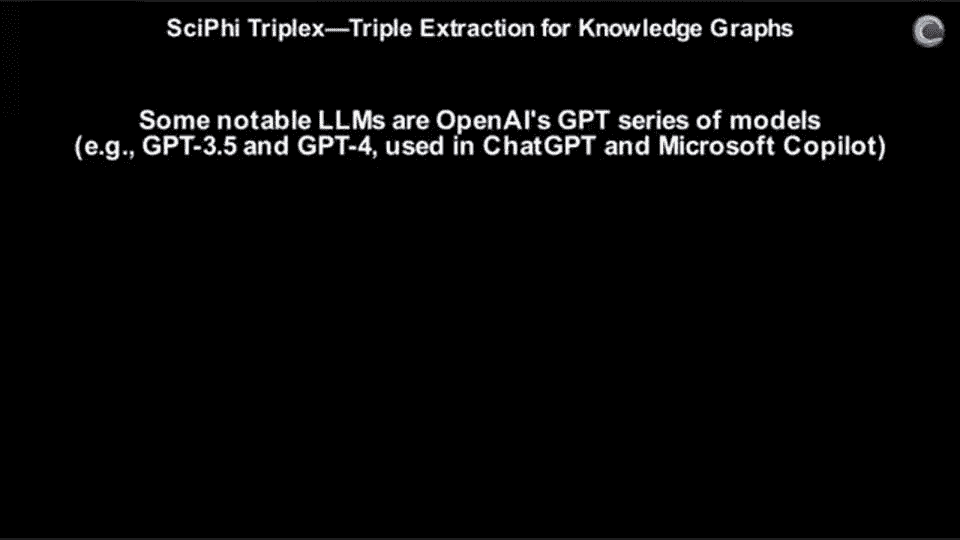 SciPhi Triplex—Triple Extraction for Knowledge Graphs
Some notable LLMs are OpenAI's GPT series of models
(e.g., GPT-3.5 and GPT-4, used in ChatGPT and Microsoft Copilot)